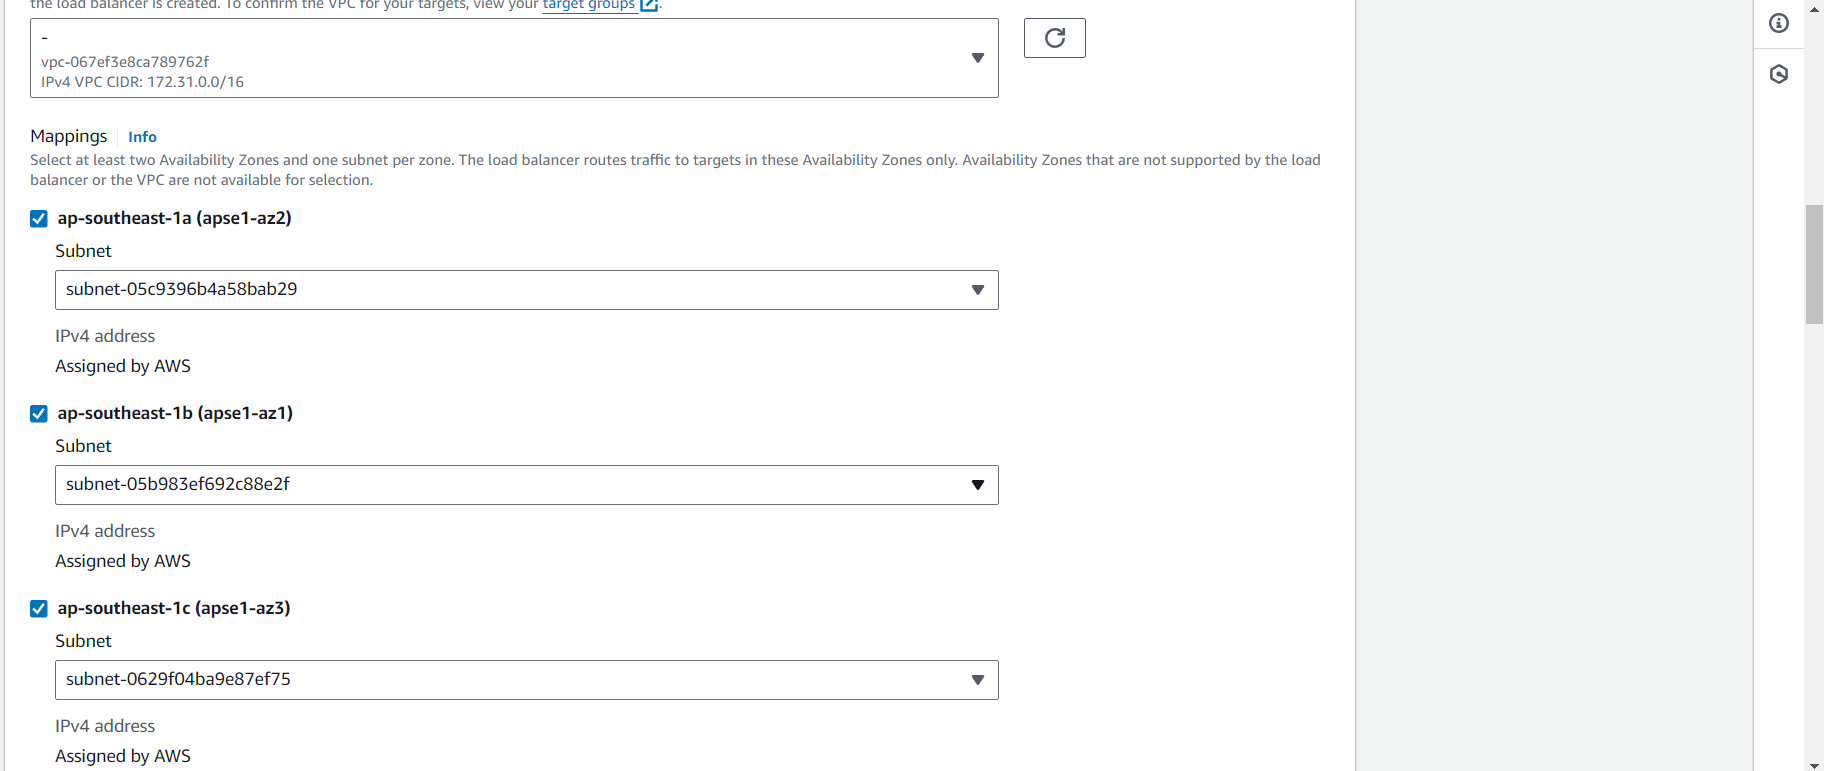 the load balancer is created. To confirm the VPC for your targets, view your target groups.
-
vpc-067ef3e8ca789762f
IPv4 VPC CIDR: 172.31.0.0/16
Mappings Info
Select at least two Availability Zones and one subnet per zone. The load balancer routes traffic to targets in these Availability Zones only. Availability Zones that are not supported by the load
balancer or the VPC are not available for selection.
ap-southeast-1a (apse1-az2)
Subnet
subnet-05c9396b4a58bab29
IPv4 address
Assigned by AWS
ap-southeast-1b (apse1-az1)
Subnet
subnet-05b983ef692c88e2f
IPv4 address
Assigned by AWS
ap-southeast-1c (apse1-az3)
Subnet
subnet-0629f04ba9e87ef75
IPv4 address
Assigned by AWS